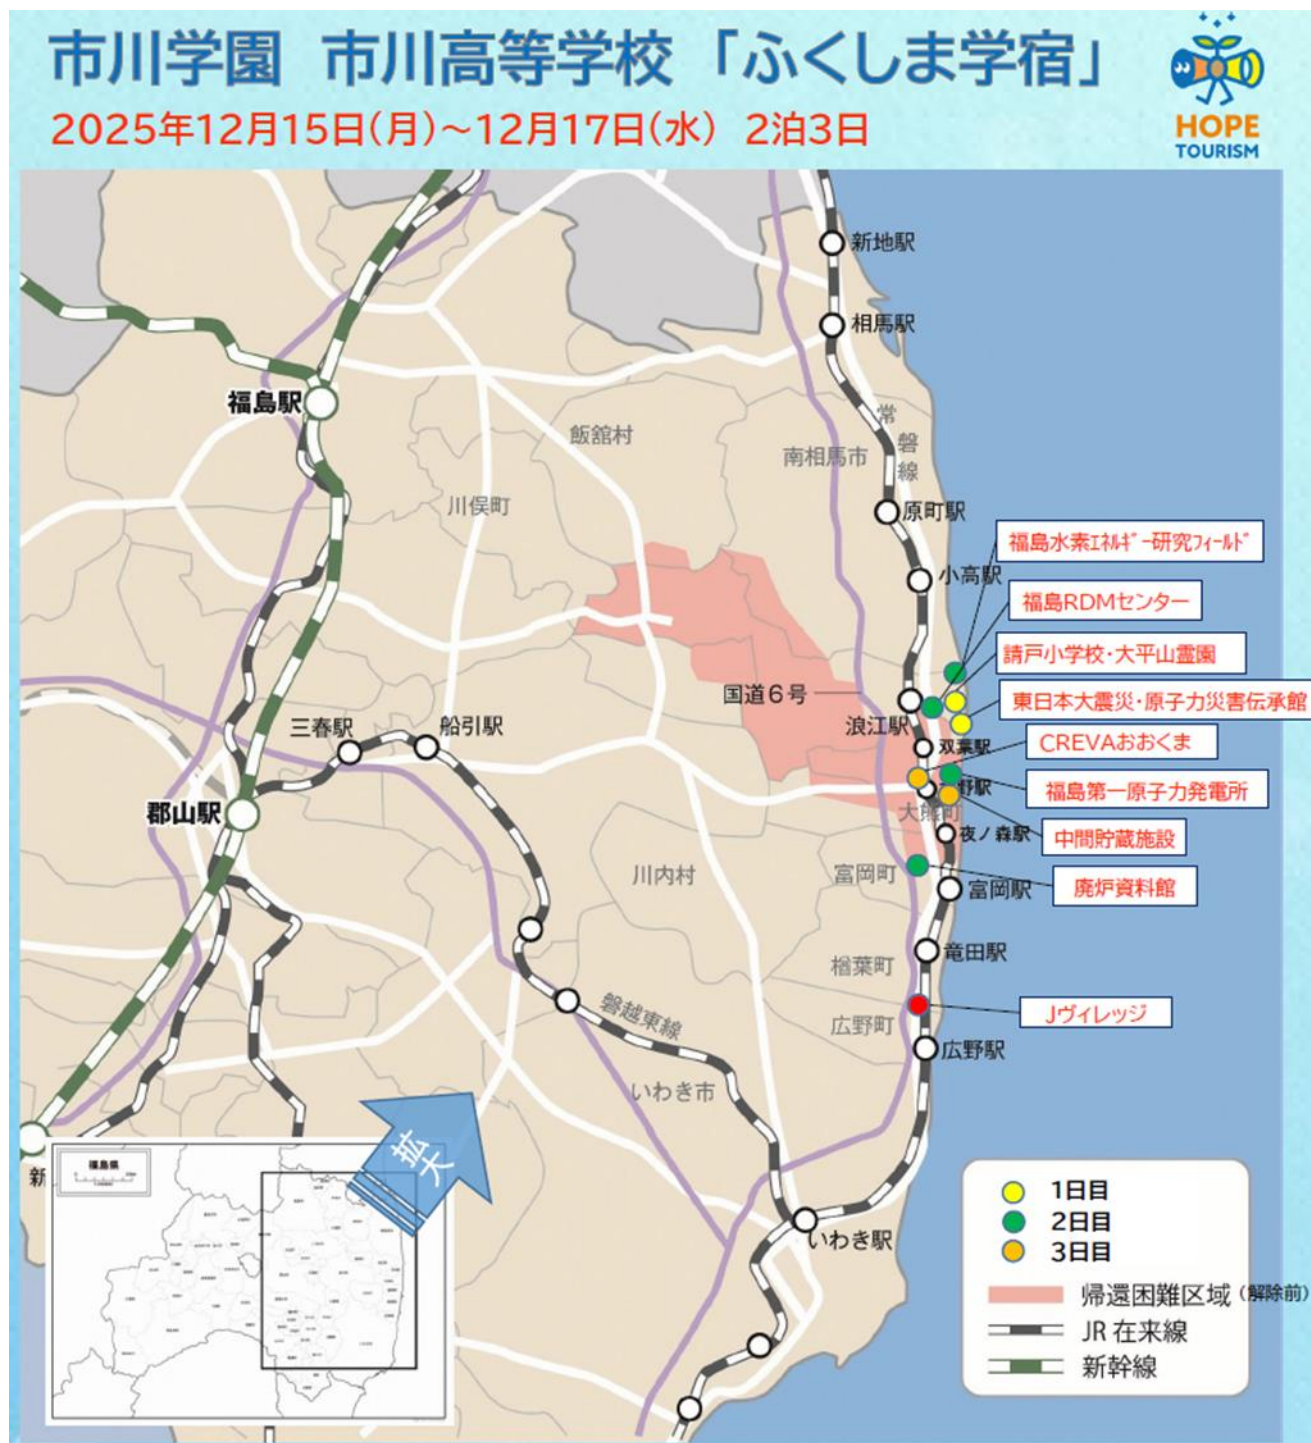 市川学園 市川高等学校「ふくしま学宿」
2025年12月15日(月)~12月17日(水) 2泊3日
HOPE
TOURISM
新地駅
相馬駅
福島駅
飯舘村
常磐線
南相馬市
川俣町
原町駅
福島水素エネルギー研究フィールド
小高駅
福島RDMセンター
請戸小学校・大平山霊園
国道6号
東日本大震災・原子力災害伝承館
三春駅
船引駅
浪江駅
双葉駅
CREVAおおくま
福島第一原子力発電所
野駅
郡山駅
大熊町
夜ノ森駅
中間貯蔵施設
川内村
富岡町
富岡駅
廃炉資料館
竜田駅
楢葉町
磐越東線
Jヴィレッジ
広野町
広野駅
いわき市
拡大
新
福島県
いわき駅
1日目
2日目
3日目
帰還困難区域(解除前)
JR在来線
新幹線